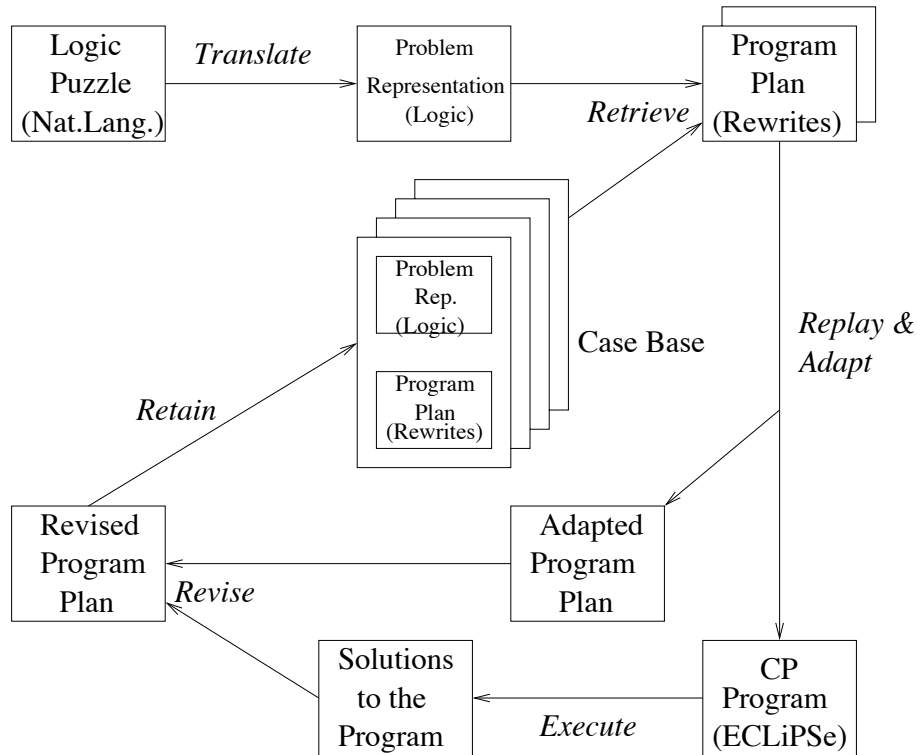 Logic
Puzzle
(Nat.Lang.)
Translate
Problem
Representation
(Logic)
Retrieve
Program
Plan
(Rewrites)
Problem
Rep.
(Logic)
Program
Plan
(Rewrites)
Case Base
Replay &
Adapt
Retain
Revised
Program
Plan
Revise
Adapted
Program
Plan
Solutions
to the
Program
Execute
CP
Program
(ECLiPSe)